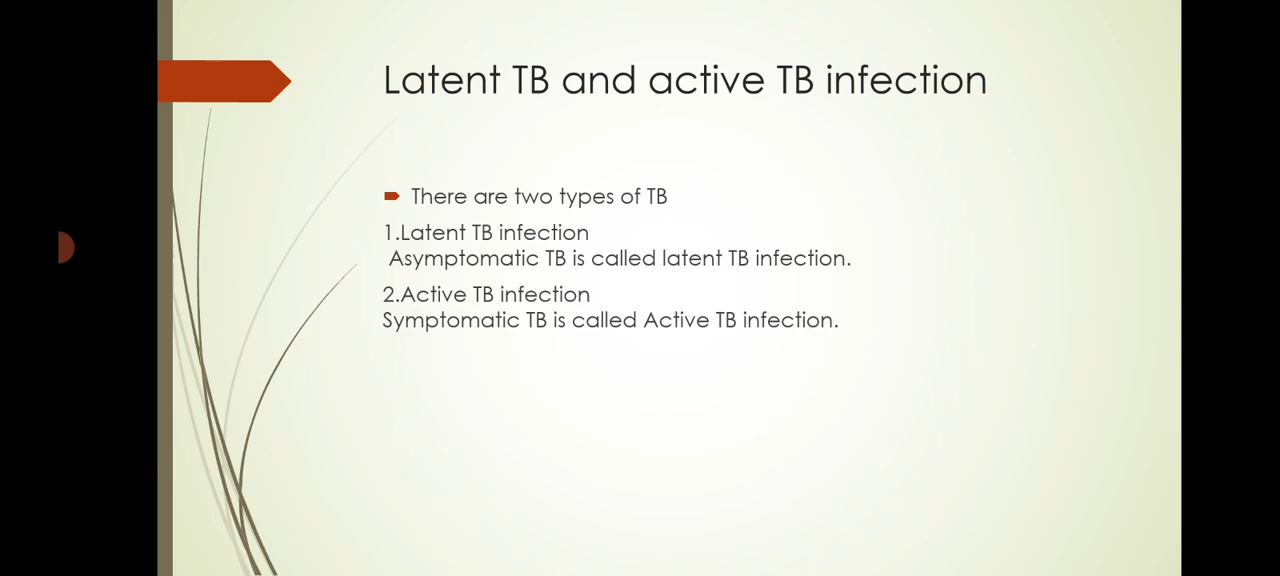 Latent TB and active TB infection
There are two types of TB
1.Latent TB infection
Asymptomatic TB is called latent TB infection.
2.Active TB infection
Symptomatic TB is called Active TB infection.